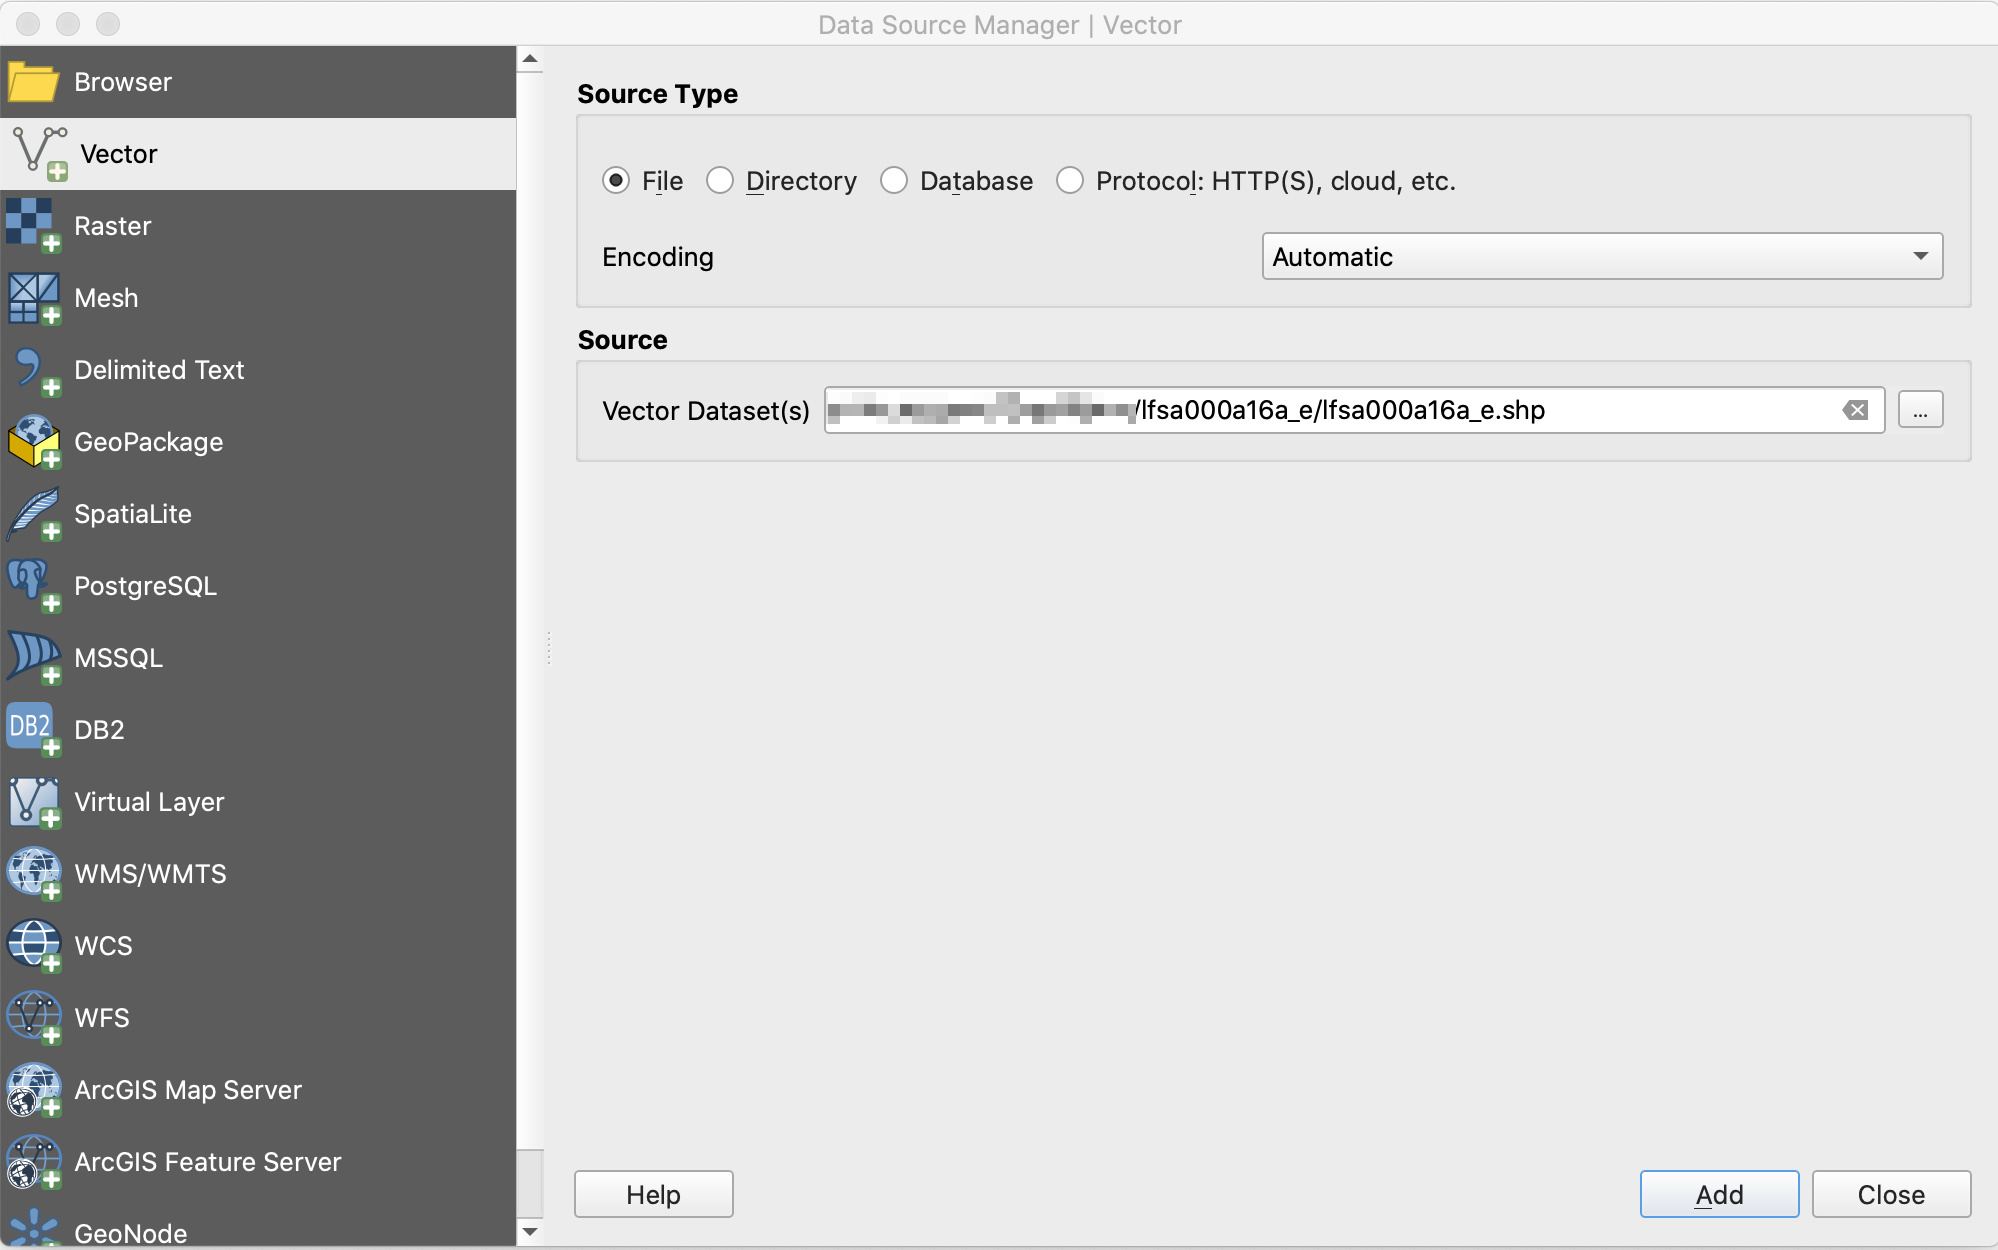 Data Source Manager | Vector
Browser
Vector
Raster
Mesh
Delimited Text
GeoPackage
SpatiaLite
PostgreSQL
MSSQL
DB2
DB2
Virtual Layer
WMS/WMTS
WCS
WFS
ArcGIS Map Server
ArcGIS Feature Server
GeoNode
Source Type
File Directory Database Protocol: HTTP(S), cloud, etc.
Encoding Automatic
Source
Vector Dataset(s) /lfsa000a16a_e/lfsa000a16a_e.shp ...
Help Add Close